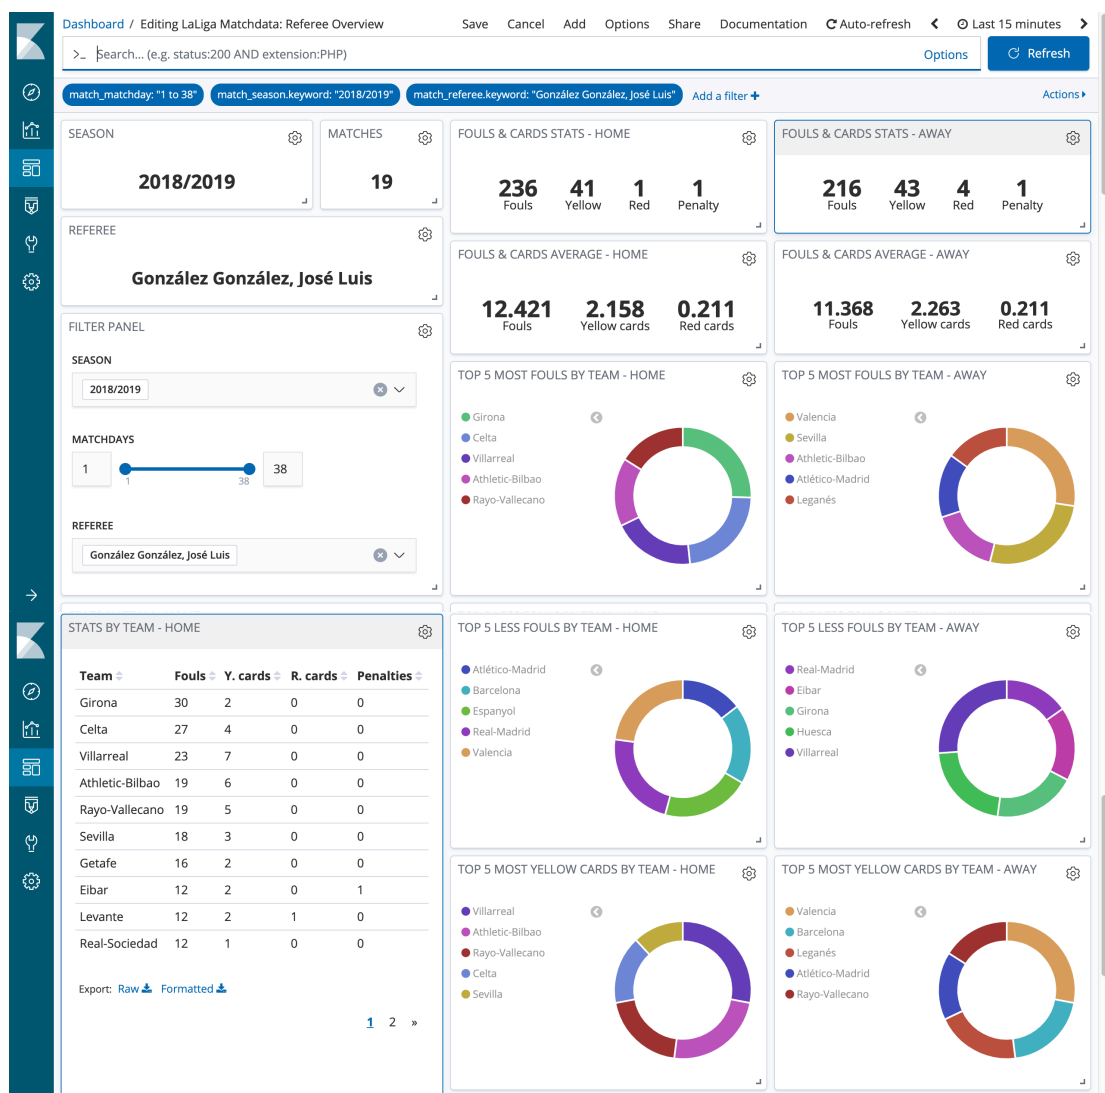 Dashboard / Editing LaLiga Matchdata: Referee Overview
Save Cancel Add Options Share Documentation Auto-refresh Last 15 minutes
>_ Search... (e.g. status:200 AND extension:PHP)
Options
Refresh
match_matchday: "1 to 38"
match_season.keyword: "2018/2019"
match_referee.keyword: "González González, José Luis"
Add a filter +
Actions
SEASON
2018/2019
MATCHES
19
REFEREE
González González, José Luis
FILTER PANEL
SEASON
2018/2019
MATCHDAYS
1
1
38
38
REFEREE
González González, José Luis
FOULS & CARDS STATS - HOME
236 41 1 1
Fouls Yellow Red Penalty
FOULS & CARDS STATS - AWAY
216 43 4 1
Fouls Yellow Red Penalty
FOULS & CARDS AVERAGE - HOME
12.421 2.158 0.211
Fouls Yellow cards Red cards
FOULS & CARDS AVERAGE - AWAY
11.368 2.263 0.211
Fouls Yellow cards Red cards
TOP 5 MOST FOULS BY TEAM - HOME
Girona
Celta
Villarreal
Athletic-Bilbao
Rayo-Vallecano
TOP 5 MOST FOULS BY TEAM - AWAY
Valencia
Sevilla
Athletic-Bilbao
Atlético-Madrid
Leganés
STATS BY TEAM - HOME
Team Fouls Y. cards R. cards Penalties
Girona 30 2 0 0
Celta 27 4 0 0
Villarreal 23 7 0 0
Athletic-Bilbao 19 6 0 0
Rayo-Vallecano 19 5 0 0
Sevilla 18 3 0 0
Getafe 16 2 0 0
Eibar 12 2 0 1
Levante 12 2 1 0
Real-Sociedad 12 1 0 0
Export: Raw Formatted
1 2 »
TOP 5 LESS FOULS BY TEAM - HOME
Atlético-Madrid
Barcelona
Espanyol
Real-Madrid
Valencia
TOP 5 LESS FOULS BY TEAM - AWAY
Real-Madrid
Eibar
Girona
Huesca
Villarreal
TOP 5 MOST YELLOW CARDS BY TEAM - HOME
Villarreal
Athletic-Bilbao
Rayo-Vallecano
Celta
Sevilla
TOP 5 MOST YELLOW CARDS BY TEAM - AWAY
Valencia
Barcelona
Leganés
Atlético-Madrid
Rayo-Vallecano